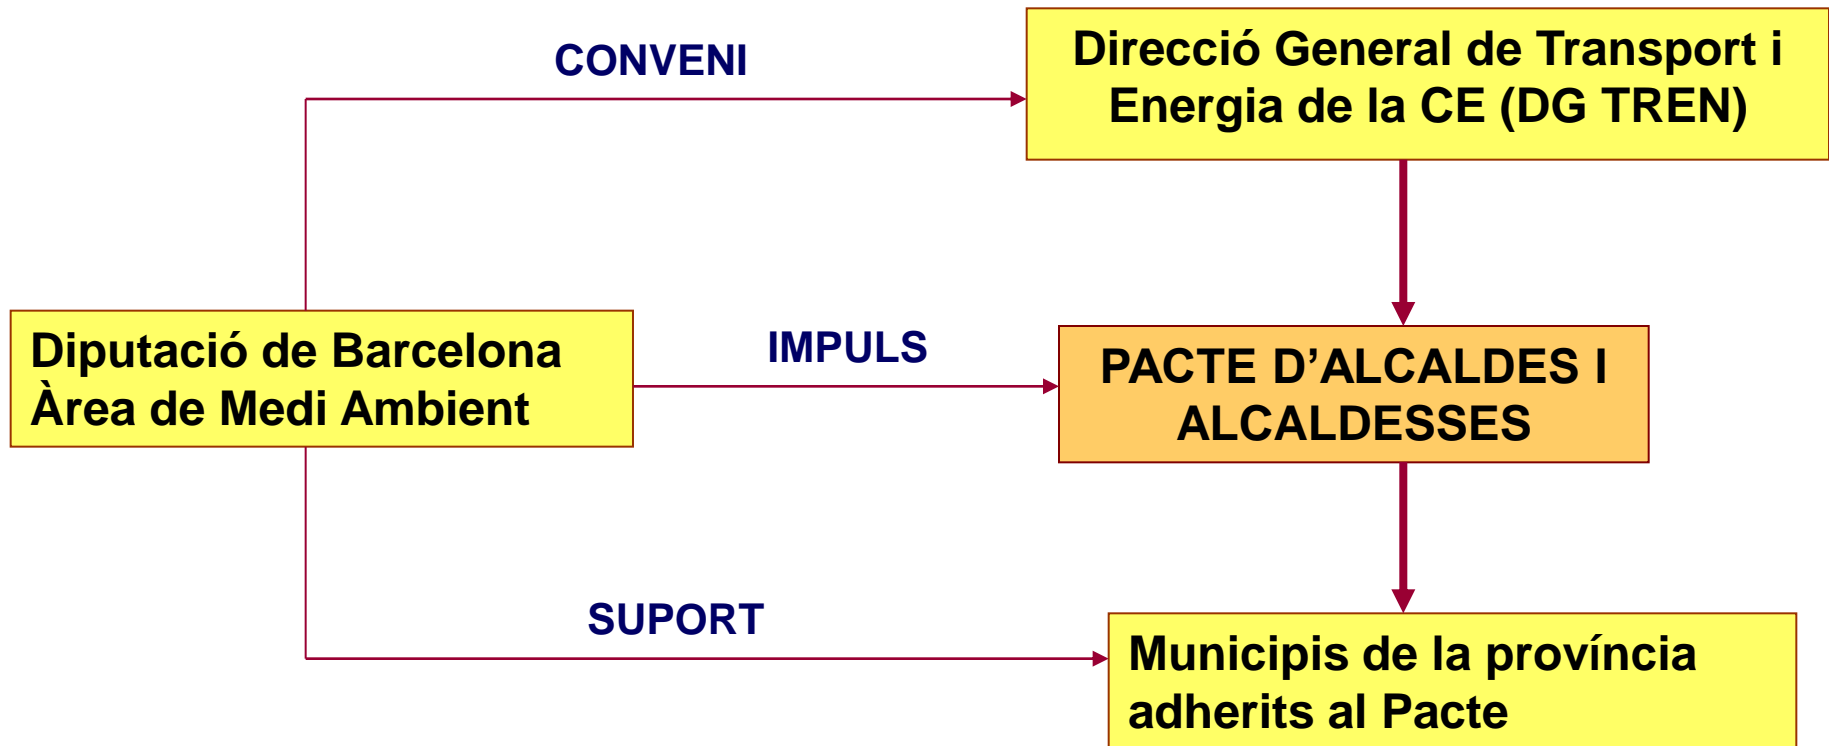 CONVENI
Direcció General de Transport i
Energia de la CE (DG TREN)
Diputació de Barcelona
Àrea de Medi Ambient
IMPULS
PACTE D’ALCALDES I
ALCALDESSES
SUPORT
Municipis de la província
adherits al Pacte